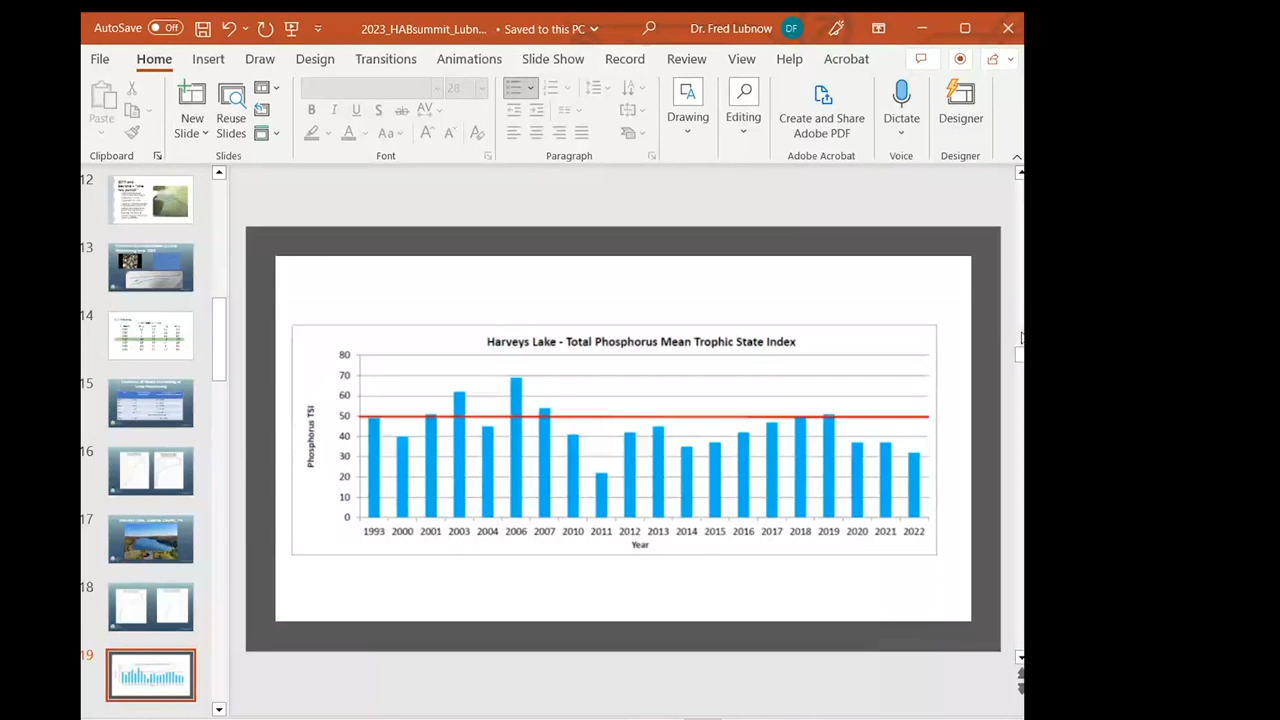 AutoSave Off 2023_HABsummit_Lubn... • Saved to this PC Dr. Fred Lubnow DF
File Home Insert Draw Design Transitions Animations Slide Show Record Review View Help Acrobat
28
Paste New Slide Reuse Slides B I U S ab AV Aa A A Drawing Editing Create and Share Adobe PDF Dictate Designer
Clipboard Slides Font Paragraph Adobe Acrobat Voice Designer
12
13
14
15
16
17
18
19
Harveys Lake - Total Phosphorus Mean Trophic State Index
Phosphorus TSI
80
70
60
50
40
30
20
10
0
1993 2000 2001 2003 2004 2006 2007 2010 2011 2012 2013 2014 2015 2016 2017 2018 2019 2020 2021 2022
Year